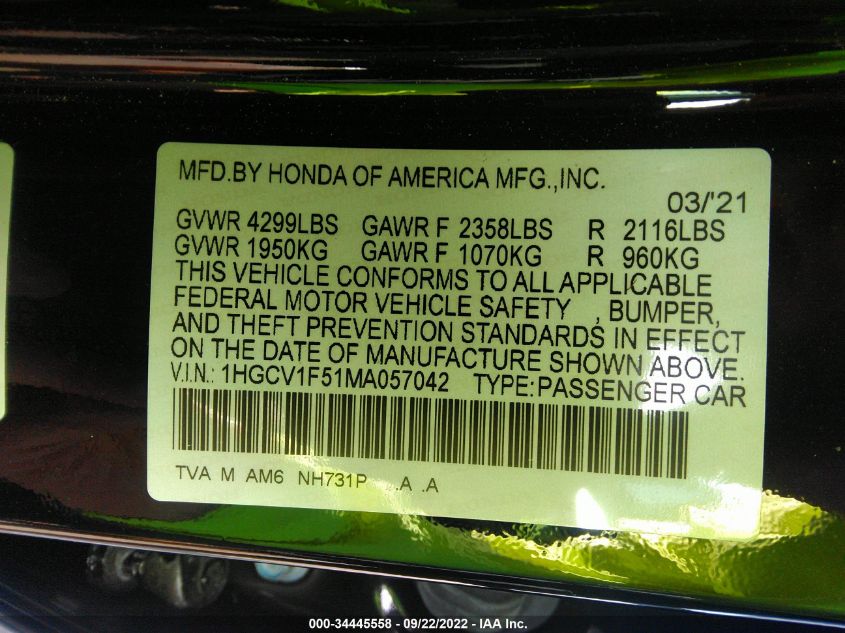 MFD.BY HONDA OF AMERICA MFG.,INC.
03/'21
GVWR 4299LBS GAWR F 2358LBS R 2116LBS
GVWR 1950KG GAWR F 1070KG R 960KG
THIS VEHICLE CONFORMS TO ALL APPLICABLE
FEDERAL MOTOR VEHICLE SAFETY , BUMPER,
AND THEFT PREVENTION STANDARDS IN EFFECT
ON THE DATE OF MANUFACTURE SHOWN ABOVE.
V.I.N.: 1HGCV1F51MA057042 TYPE:PASSENGER CAR
TVA M AM6 NH731P .A .A
000-34445558 - 09/22/2022 - IAA Inc.